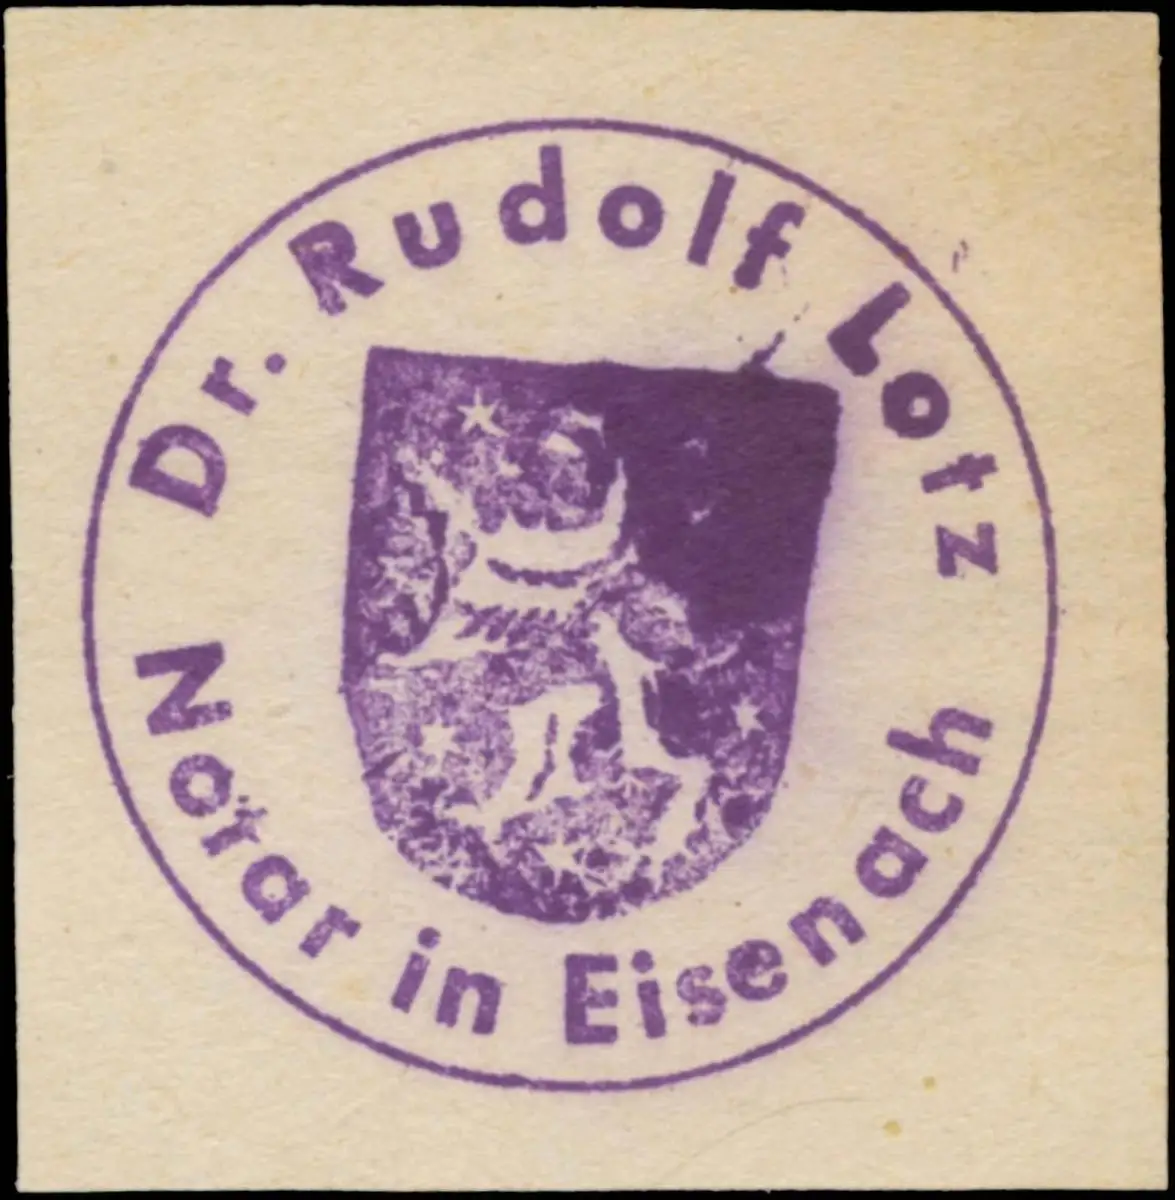 Dr. Rudolf Lotz
Notar in Eisenach